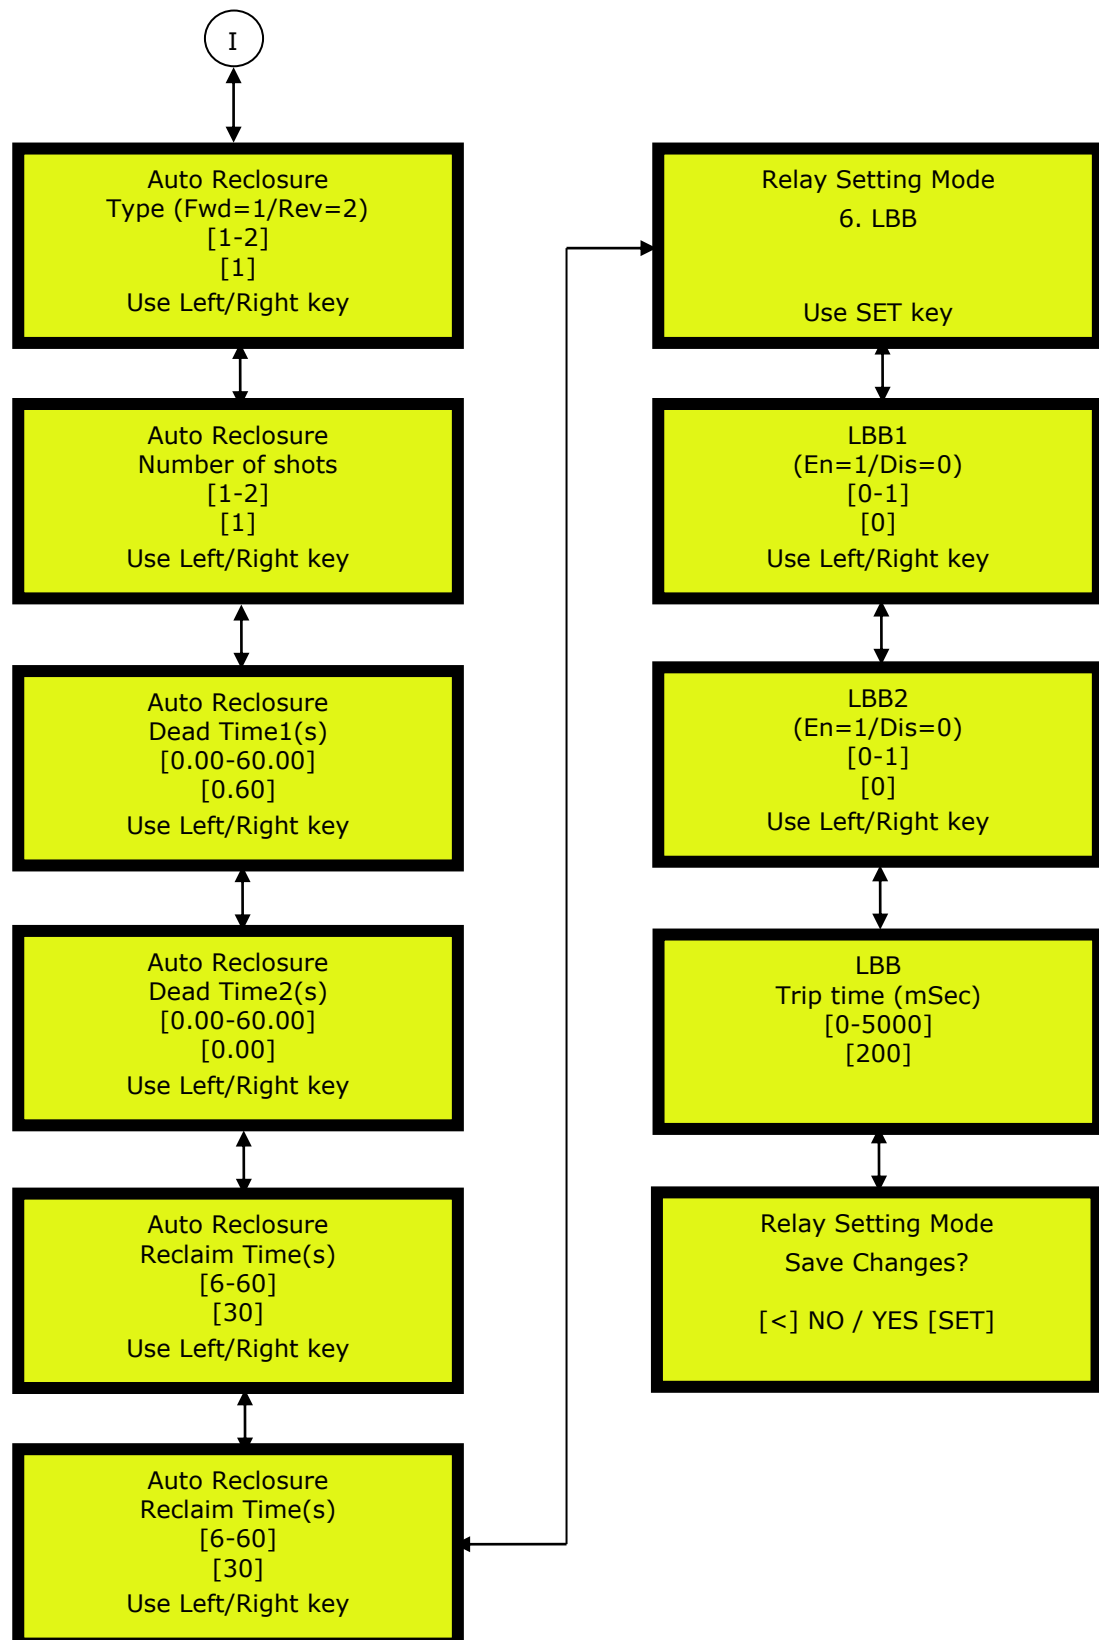 I
Auto Reclosure
Type (Fwd=1/Rev=2)
[1-2]
[1]
Use Left/Right key
Auto Reclosure
Number of shots
[1-2]
[1]
Use Left/Right key
Auto Reclosure
Dead Time1(s)
[0.00-60.00]
[0.60]
Use Left/Right key
Auto Reclosure
Dead Time2(s)
[0.00-60.00]
[0.00]
Use Left/Right key
Auto Reclosure
Reclaim Time(s)
[6-60]
[30]
Use Left/Right key
Auto Reclosure
Reclaim Time(s)
[6-60]
[30]
Use Left/Right key
Relay Setting Mode
6. LBB
Use SET key
LBB1
(En=1/Dis=0)
[0-1]
[0]
Use Left/Right key
LBB2
(En=1/Dis=0)
[0-1]
[0]
Use Left/Right key
LBB
Trip time (mSec)
[0-5000]
[200]
Relay Setting Mode
Save Changes?
[<] NO / YES [SET]